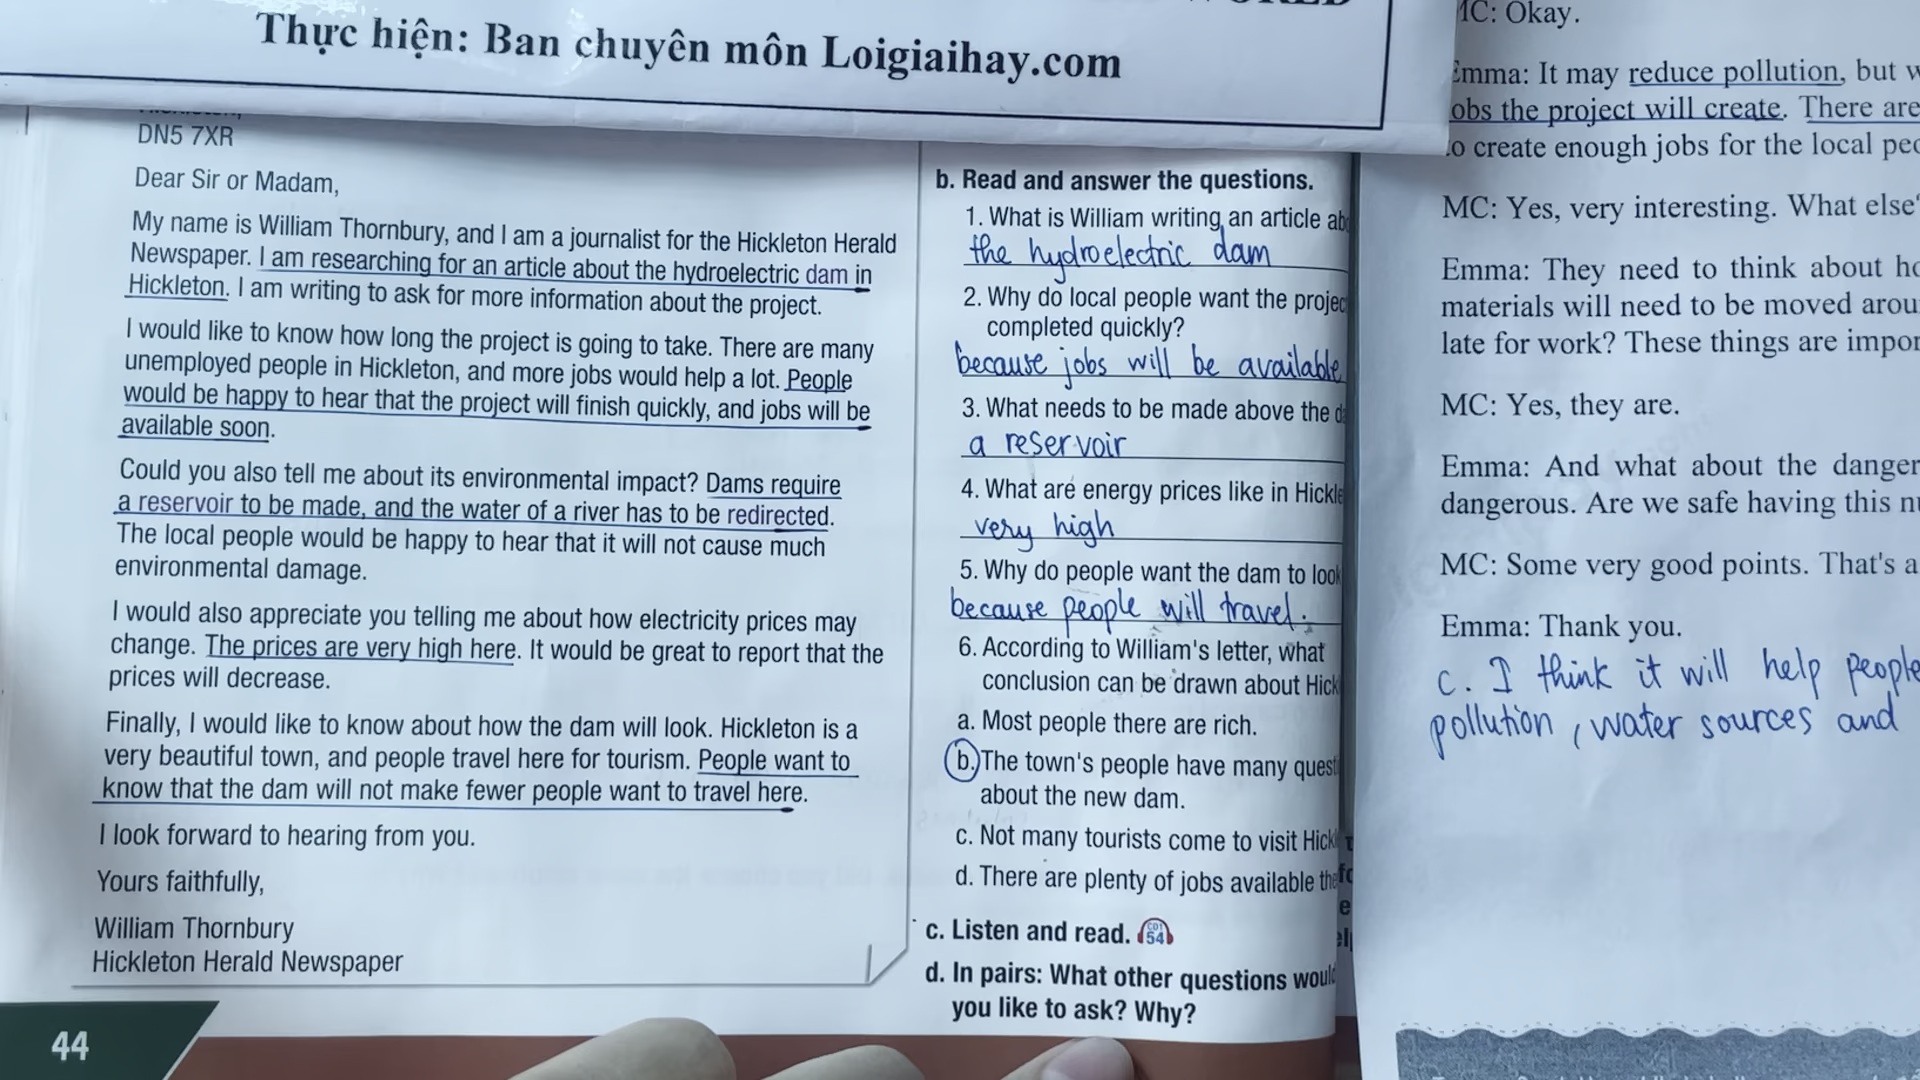 Thực hiện: Ban chuyên môn Loigiaihay.com
DN5 7XR
Dear Sir or Madam,
My name is William Thornbury, and I am a journalist for the Hickleton Herald
Newspaper. I am researching for an article about the hydroelectric dam in
Hickleton. I am writing to ask for more information about the project.
I would like to know how long the project is going to take. There are many
unemployed people in Hickleton, and more jobs would help a lot. People
would be happy to hear that the project will finish quickly, and jobs will be
available soon.
Could you also tell me about its environmental impact? Dams require
a reservoir to be made, and the water of a river has to be redirected.
The local people would be happy to hear that it will not cause much
environmental damage.
I would also appreciate you telling me about how electricity prices may
change. The prices are very high here. It would be great to report that the
prices will decrease.
Finally, I would like to know about how the dam will look. Hickleton is a
very beautiful town, and people travel here for tourism. People want to
know that the dam will not make fewer people want to travel here.
I look forward to hearing from you.
Yours faithfully,
William Thornbury
Hickleton Herald Newspaper
44
b. Read and answer the questions.
1. What is William writing an article
the hydroelectric dam
2. Why do local people want the
completed quickly?
because jobs will be available
3. What needs to be made above the
a reservoir
4. What are energy prices like in
very high
5. Why do people want the dam to
because people will travel.
6. According to William's letter, what
conclusion can be drawn about
a. Most people there are rich.
b. The town's people have many
about the new dam.
c. Not many tourists come to visit
d. There are plenty of jobs available
c. Listen and read. CD1 54
d. In pairs: What other questions
you like to ask? Why?
MC: Okay.
Emma: It may reduce pollution, but
the project will create. There are
to create enough jobs for the local
MC: Yes, very interesting. What else
Emma: They need to think about
materials will need to be moved
late for work? These things are
MC: Yes, they are.
Emma: And what about the
dangerous. Are we safe having this
MC: Some very good points. That's
Emma: Thank you.
c. I think it will help people
pollution, water sources and